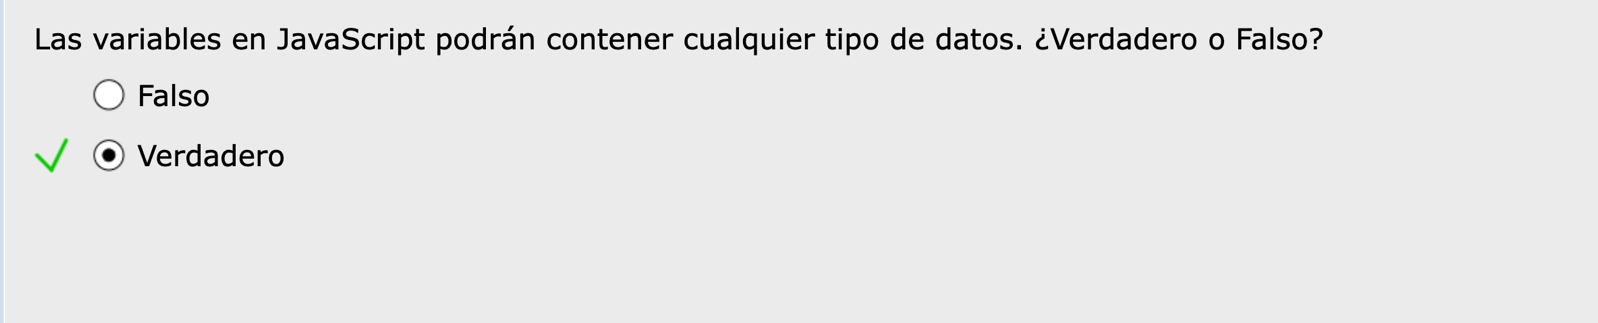 Las variables en JavaScript podrán contener cualquier tipo de datos. ¿Verdadero o Falso?
Falso
Verdadero